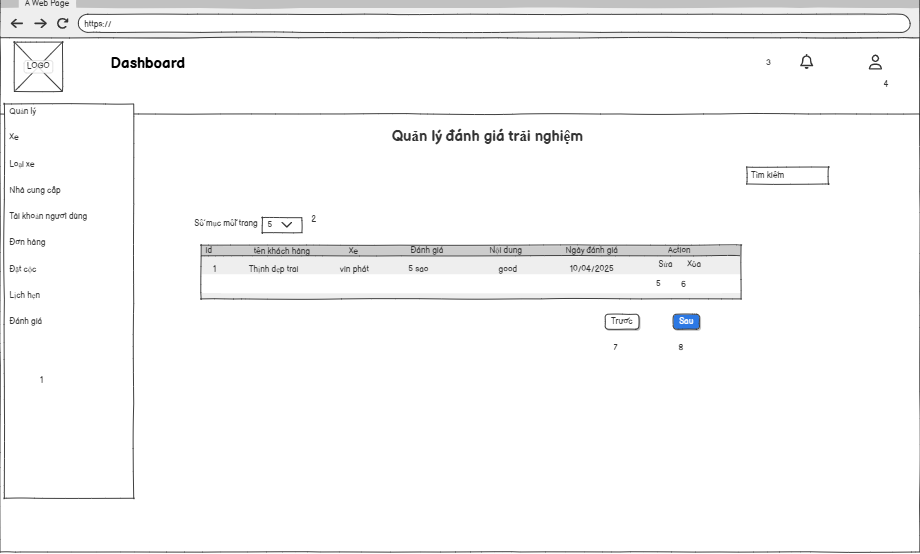 A Web Page
https://
LOGO
Dashboard
3
4
Quản lý
Xe
Loại xe
Nhà cung cấp
Tài khoản người dùng
Đơn hàng
Đặt cọc
Lịch hẹn
Đánh giá
1
Quản lý đánh giá trải nghiệm
Tìm kiếm
Số mục mỗi trang 5 2
id tên khách hàng Xe Đánh giá Nội dung Ngày đánh giá Action
1 Thịnh đẹp trai vin phát 5 sao good 10/04/2025 Sửa Xóa
5 6
Trước Sau
7 8